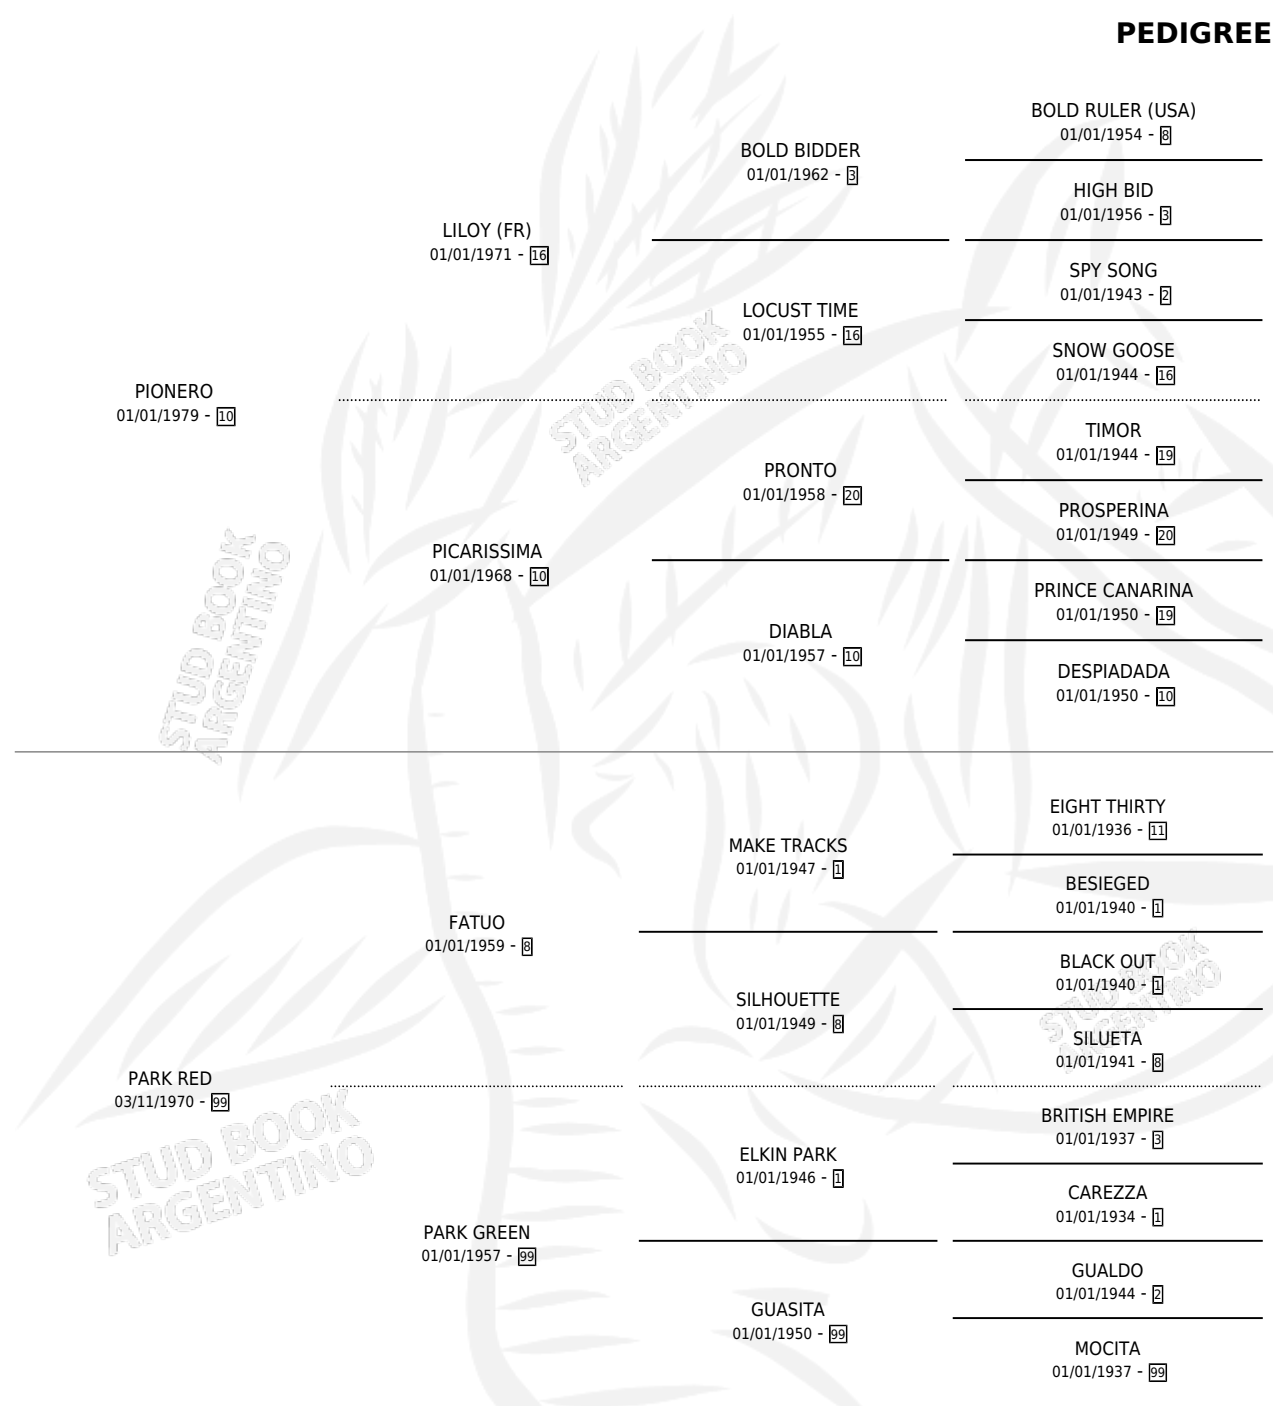 PEDIGREE
BOLD RULER (USA)
01/01/1954 - 8
BOLD BIDDER
01/01/1962 - 3
HIGH BID
01/01/1956 - 3
LILOY (FR)
01/01/1971 - 16
SPY SONG
01/01/1943 - 2
LOCUST TIME
01/01/1955 - 16
SNOW GOOSE
01/01/1944 - 16
PIONERO
01/01/1979 - 10
TIMOR
01/01/1944 - 19
PRONTO
01/01/1958 - 20
PROSPERINA
01/01/1949 - 20
PICARISSIMA
01/01/1968 - 10
PRINCE CANARINA
01/01/1950 - 19
DIABLA
01/01/1957 - 10
DESPIADADA
01/01/1950 - 10
EIGHT THIRTY
01/01/1936 - 11
MAKE TRACKS
01/01/1947 - 1
BESIEGED
01/01/1940 - 1
FATUO
01/01/1959 - 8
BLACK OUT
01/01/1940 - 1
SILHOUETTE
01/01/1949 - 8
SILUETA
01/01/1941 - 8
PARK RED
03/11/1970 - 99
BRITISH EMPIRE
01/01/1937 - 3
ELKIN PARK
01/01/1946 - 1
CAREZZA
01/01/1934 - 1
PARK GREEN
01/01/1957 - 99
GUALDO
01/01/1944 - 2
GUASITA
01/01/1950 - 99
MOCITA
01/01/1937 - 99
STUD BOOK
ARGENTINO
STUD BOOK
ARGENTINO
STUD BOOK
ARGENTINO
STUD BOOK
ARGENTINO